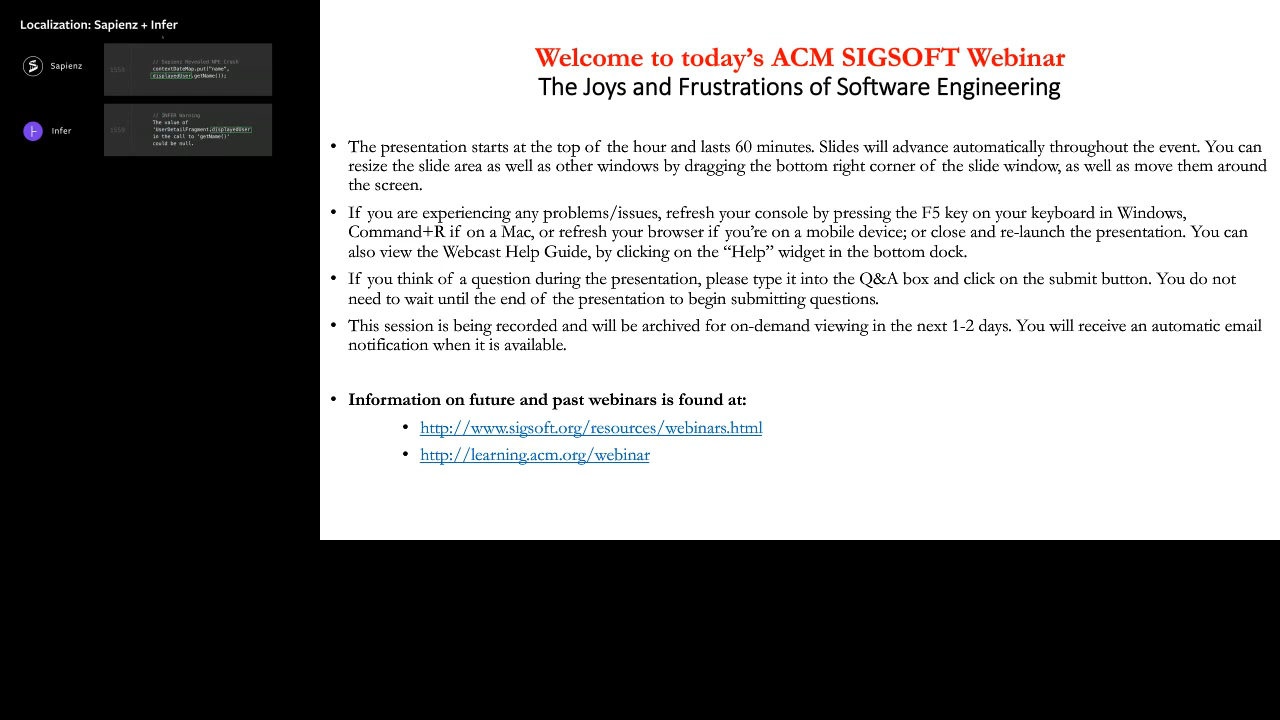 Localization: Sapienz + Infer
Sapienz
1550
// Sapienz Revealed NPE Crash
contextDateMap.put("name",
displayedUser.getName());
Infer
1550
// INFER Warning
The value of
'UserDetailFragment.displayedUser
in the call to 'getName()'
could be null.
Welcome to today’s ACM SIGSOFT Webinar
The Joys and Frustrations of Software Engineering
• The presentation starts at the top of the hour and lasts 60 minutes. Slides will advance automatically throughout the event. You can
resize the slide area as well as other windows by dragging the bottom right corner of the slide window, as well as move them around
the screen.
• If you are experiencing any problems/issues, refresh your console by pressing the F5 key on your keyboard in Windows,
Command+R if on a Mac, or refresh your browser if you’re on a mobile device; or close and re-launch the presentation. You can
also view the Webcast Help Guide, by clicking on the “Help” widget in the bottom dock.
• If you think of a question during the presentation, please type it into the Q&A box and click on the submit button. You do not
need to wait until the end of the presentation to begin submitting questions.
• This session is being recorded and will be archived for on-demand viewing in the next 1-2 days. You will receive an automatic email
notification when it is available.
• Information on future and past webinars is found at:
• http://www.sigsoft.org/resources/webinars.html
• http://learning.acm.org/webinar